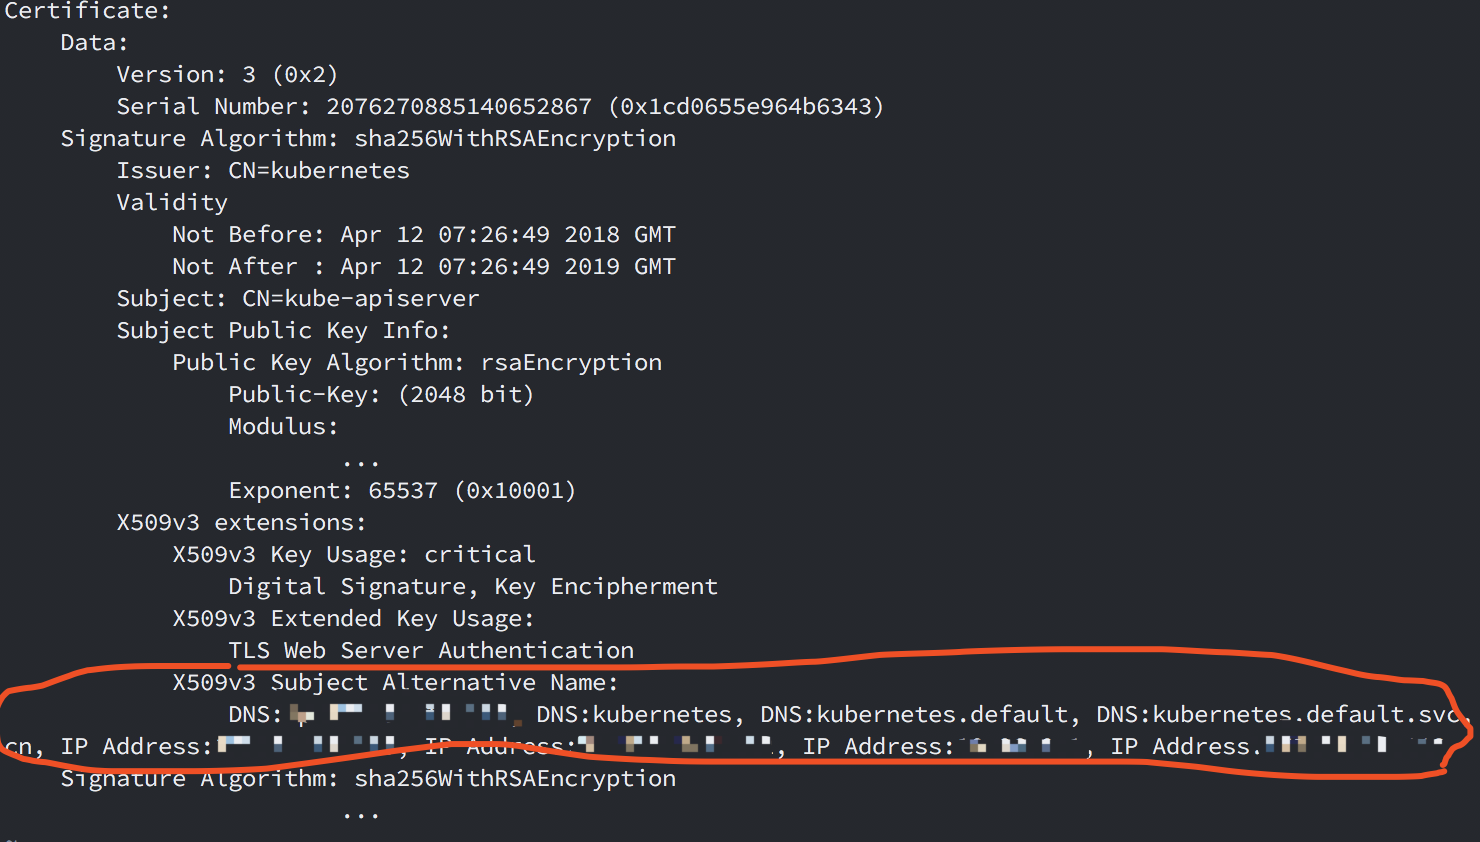 Certificate:
Data:
Version: 3 (0x2)
Serial Number: 2076270885140652867 (0x1cd0655e964b6343)
Signature Algorithm: sha256WithRSAEncryption
Issuer: CN=kubernetes
Validity
Not Before: Apr 12 07:26:49 2018 GMT
Not After : Apr 12 07:26:49 2019 GMT
Subject: CN=kube-apiserver
Subject Public Key Info:
Public Key Algorithm: rsaEncryption
Public-Key: (2048 bit)
Modulus:
...
Exponent: 65537 (0x10001)
X509v3 extensions:
X509v3 Key Usage: critical
Digital Signature, Key Encipherment
X509v3 Extended Key Usage:
TLS Web Server Authentication
X509v3 Subject Alternative Name:
DNS: DNS:kubernetes, DNS:kubernetes.default, DNS:kubernetes.default.svc,
cn, IP Address: , IP Address: , IP Address: , IP Address
Signature Algorithm: sha256WithRSAEncryption
...